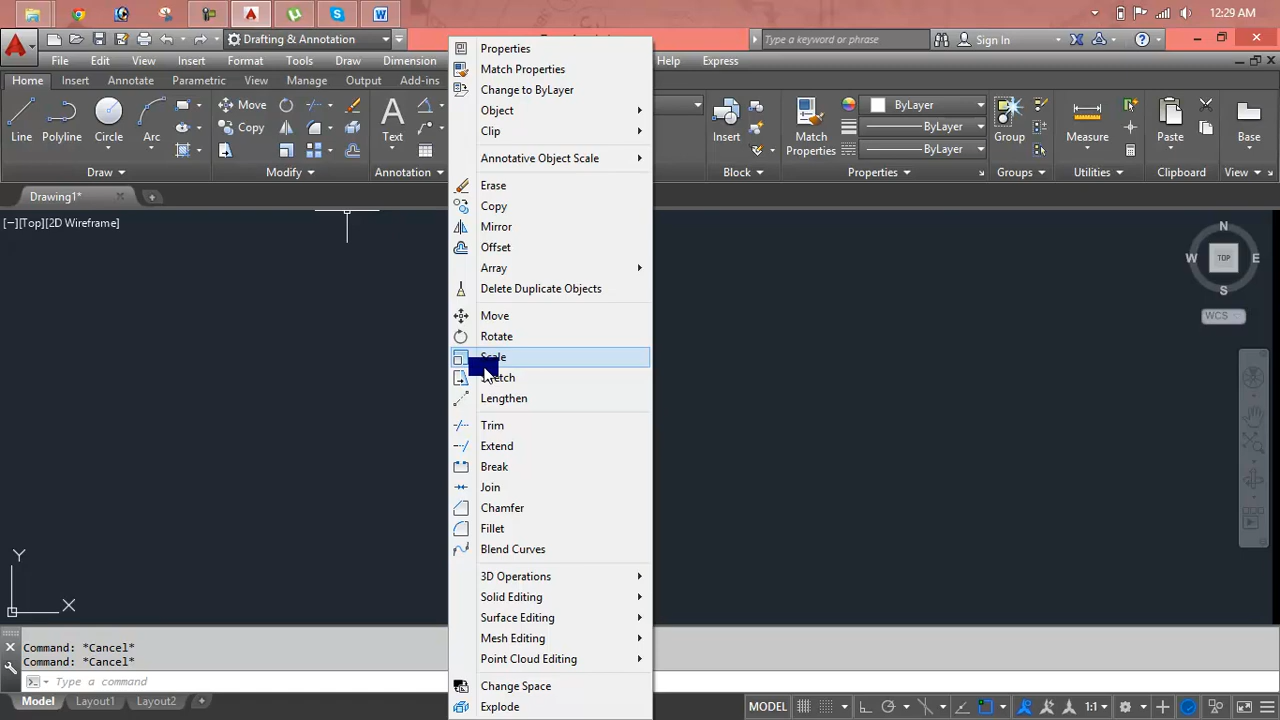 12:29 AM
Drafting & Annotation
Type a keyword or phrase
Sign In
File Edit View Insert Format Tools Draw Dimension Help Express
Home Insert Annotate Parametric View Manage Output Add-ins
Line
Polyline
Circle
Arc
Move
Copy
Text
Insert
Match
Properties
ByLayer
ByLayer
ByLayer
Group
Measure
Paste
Base
Draw
Modify
Annotation
Block
Properties
Groups
Utilities
Clipboard
View
Drawing1*
[−][Top][2D Wireframe]
Properties
Match Properties
Change to ByLayer
Object
Clip
Annotative Object Scale
Erase
Copy
Mirror
Offset
Array
Delete Duplicate Objects
Move
Rotate
Scale
Stretch
Lengthen
Trim
Extend
Break
Join
Chamfer
Fillet
Blend Curves
3D Operations
Solid Editing
Surface Editing
Mesh Editing
Point Cloud Editing
Change Space
Explode
N
W
TOP
E
S
WCS
Y
X
Command: *Cancel*
Command: *Cancel*
Type a command
Model Layout1 Layout2
MODEL
1:1